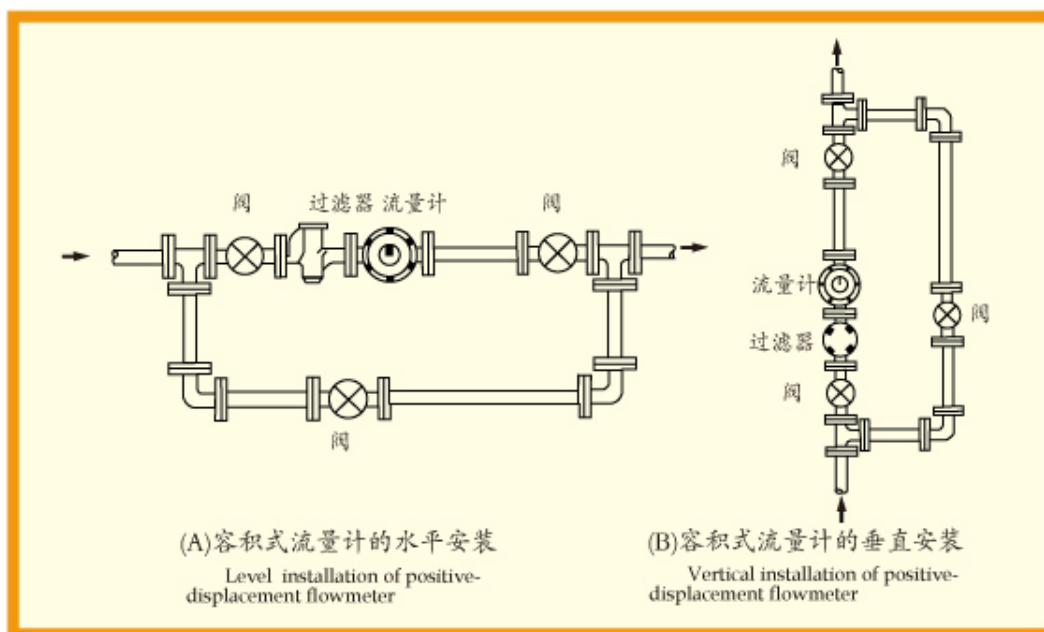 阀
过滤器 流量计
阀
阀
(A)容积式流量计的水平安装
Level installation of positive-
displacement flowmeter
阀
流量计
阀
过滤器
阀
(B)容积式流量计的垂直安装
Vertical installation of positive-
displacement flowmeter